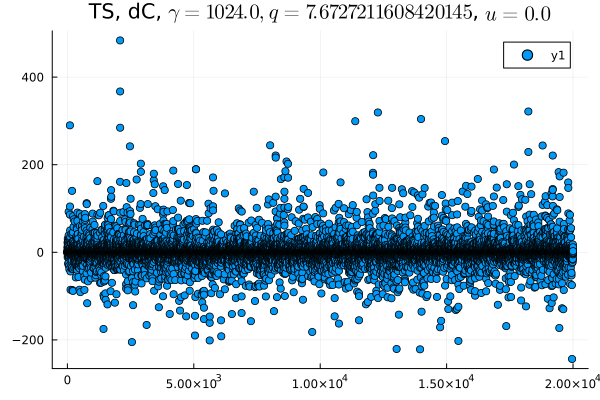 TS, dC, γ = 1024.0, q = 7.6727211608420145, u = 0.0
y1
400
200
0
−200
0 5.00×10³ 1.00×10⁴ 1.50×10⁴ 2.00×10⁴